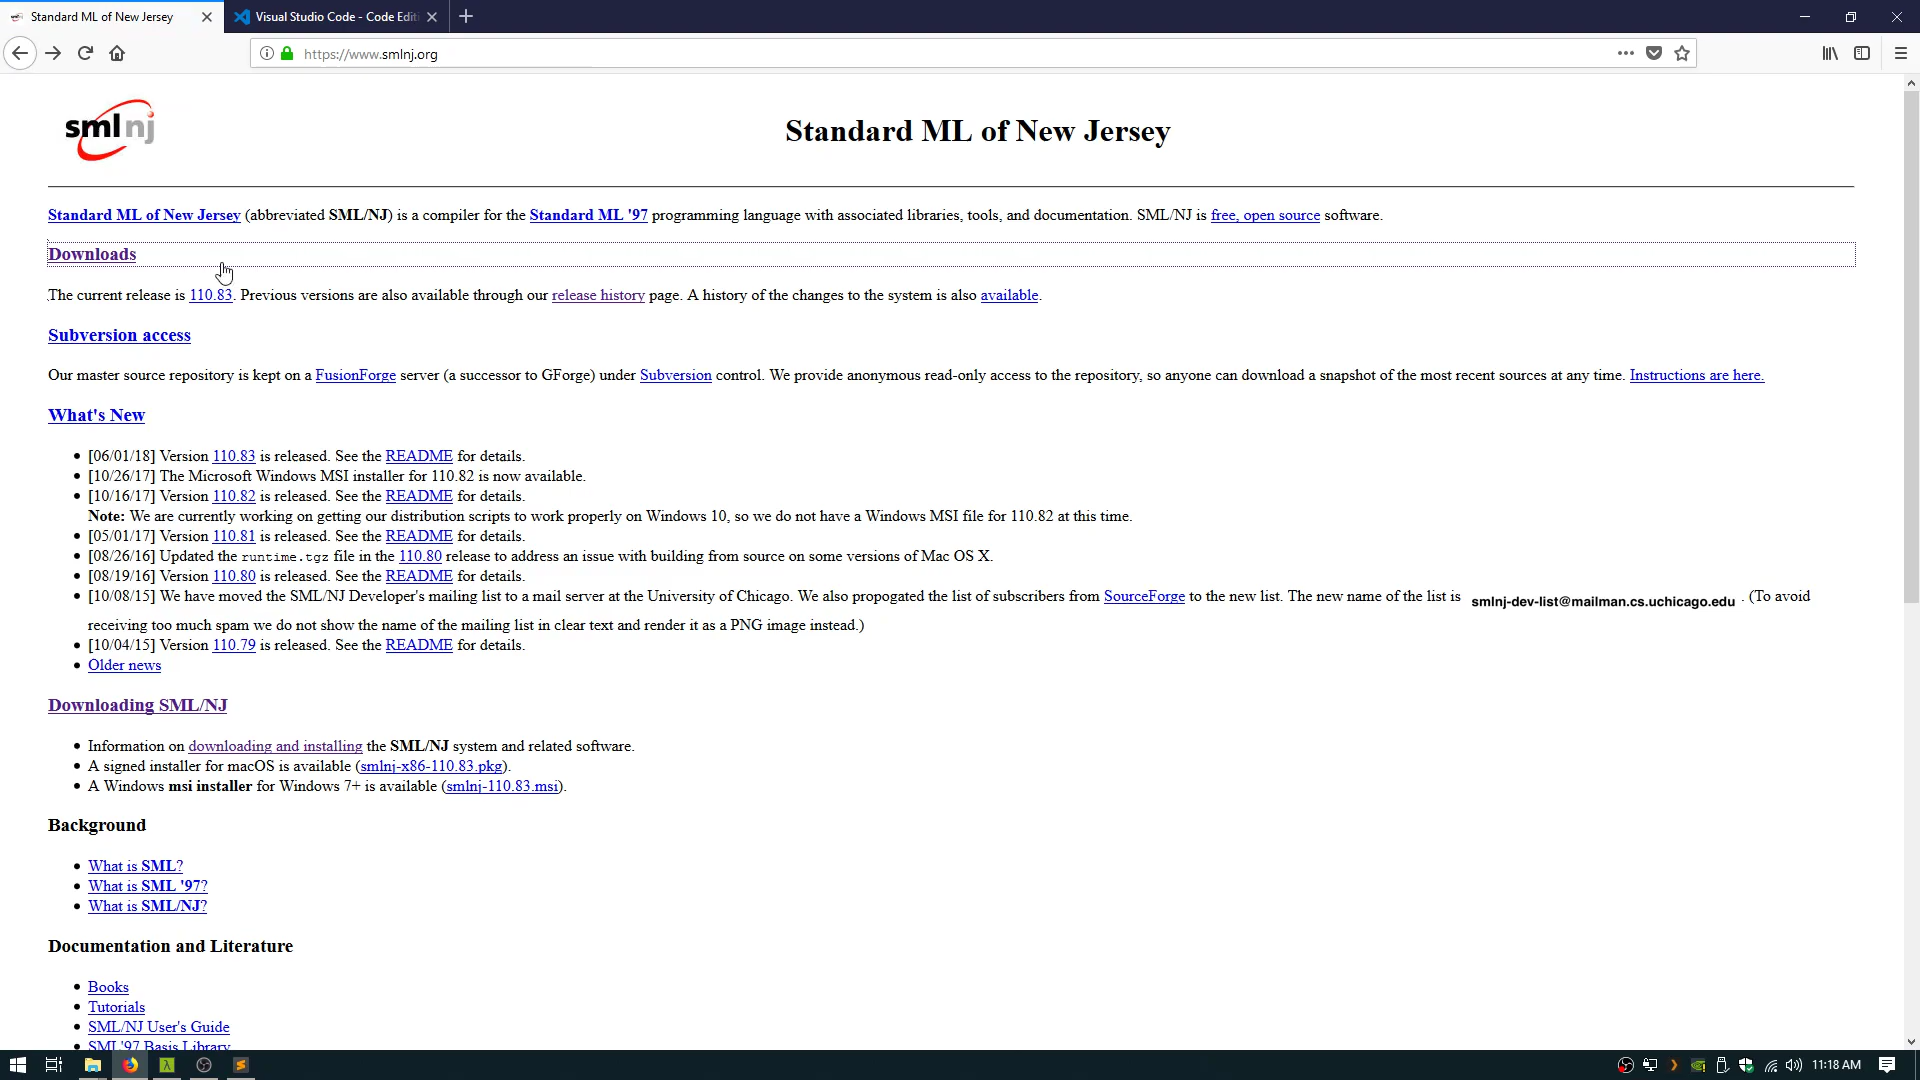 Standard ML of New Jersey
Visual Studio Code - Code Editi
https://www.smlnj.org
smlnj
Standard ML of New Jersey
Standard ML of New Jersey (abbreviated SML/NJ) is a compiler for the Standard ML '97 programming language with associated libraries, tools, and documentation. SML/NJ is free, open source software.
Downloads
The current release is 110.83. Previous versions are also available through our release history page. A history of the changes to the system is also available.
Subversion access
Our master source repository is kept on a FusionForge server (a successor to GForge) under Subversion control. We provide anonymous read-only access to the repository, so anyone can download a snapshot of the most recent sources at any time. Instructions are here.
What's New
[06/01/18] Version 110.83 is released. See the README for details.
[10/26/17] The Microsoft Windows MSI installer for 110.82 is now available.
[10/16/17] Version 110.82 is released. See the README for details.
Note: We are currently working on getting our distribution scripts to work properly on Windows 10, so we do not have a Windows MSI file for 110.82 at this time.
[05/01/17] Version 110.81 is released. See the README for details.
[08/26/16] Updated the runtime.tgz file in the 110.80 release to address an issue with building from source on some versions of Mac OS X.
[08/19/16] Version 110.80 is released. See the README for details.
[10/08/15] We have moved the SML/NJ Developer's mailing list to a mail server at the University of Chicago. We also propogated the list of subscribers from SourceForge to the new list. The new name of the list is smlnj-dev-list@mailman.cs.uchicago.edu . (To avoid
receiving too much spam we do not show the name of the mailing list in clear text and render it as a PNG image instead.)
[10/04/15] Version 110.79 is released. See the README for details.
Older news
Downloading SML/NJ
Information on downloading and installing the SML/NJ system and related software.
A signed installer for macOS is available (smlnj-x86-110.83.pkg).
A Windows msi installer for Windows 7+ is available (smlnj-110.83.msi).
Background
What is SML?
What is SML '97?
What is SML/NJ?
Documentation and Literature
Books
Tutorials
SML/NJ User's Guide
SML'97 Basis Library
11:18 AM